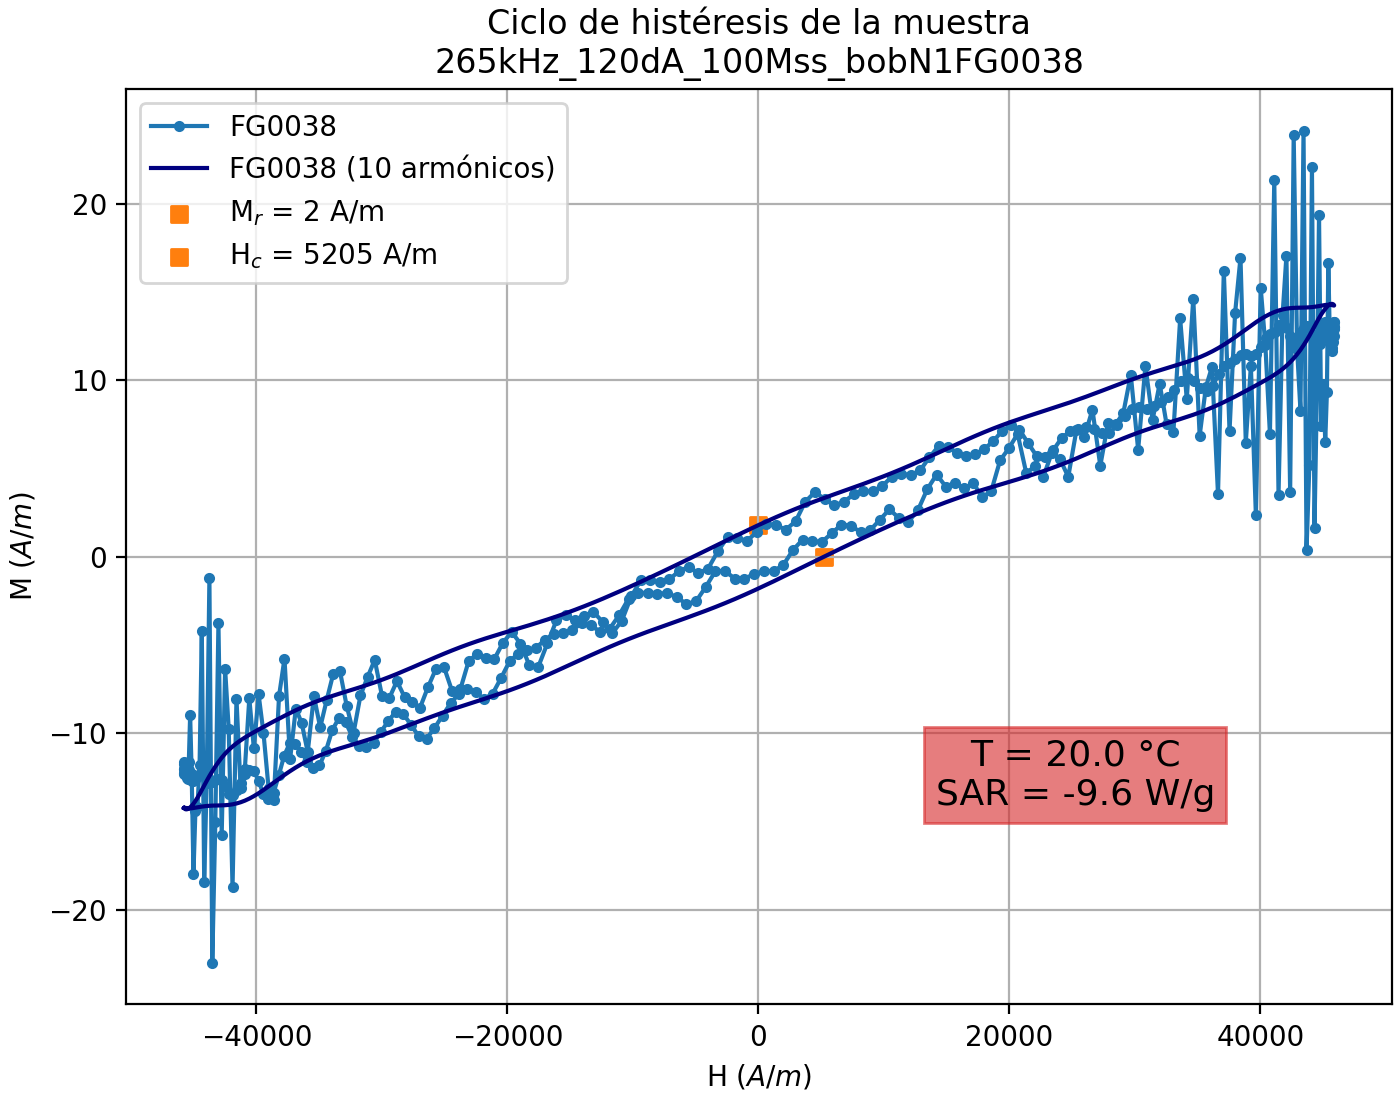 Ciclo de histéresis de la muestra
265kHz_120dA_100Mss_bobN1FG0038
FG0038
FG0038 (10 armónicos)
Mr = 2 A/m
Hc = 5205 A/m
20
10
0
−10
−20
M (A/m)
T = 20.0 °C
SAR = -9.6 W/g
−40000
−20000
0
20000
40000
H (A/m)